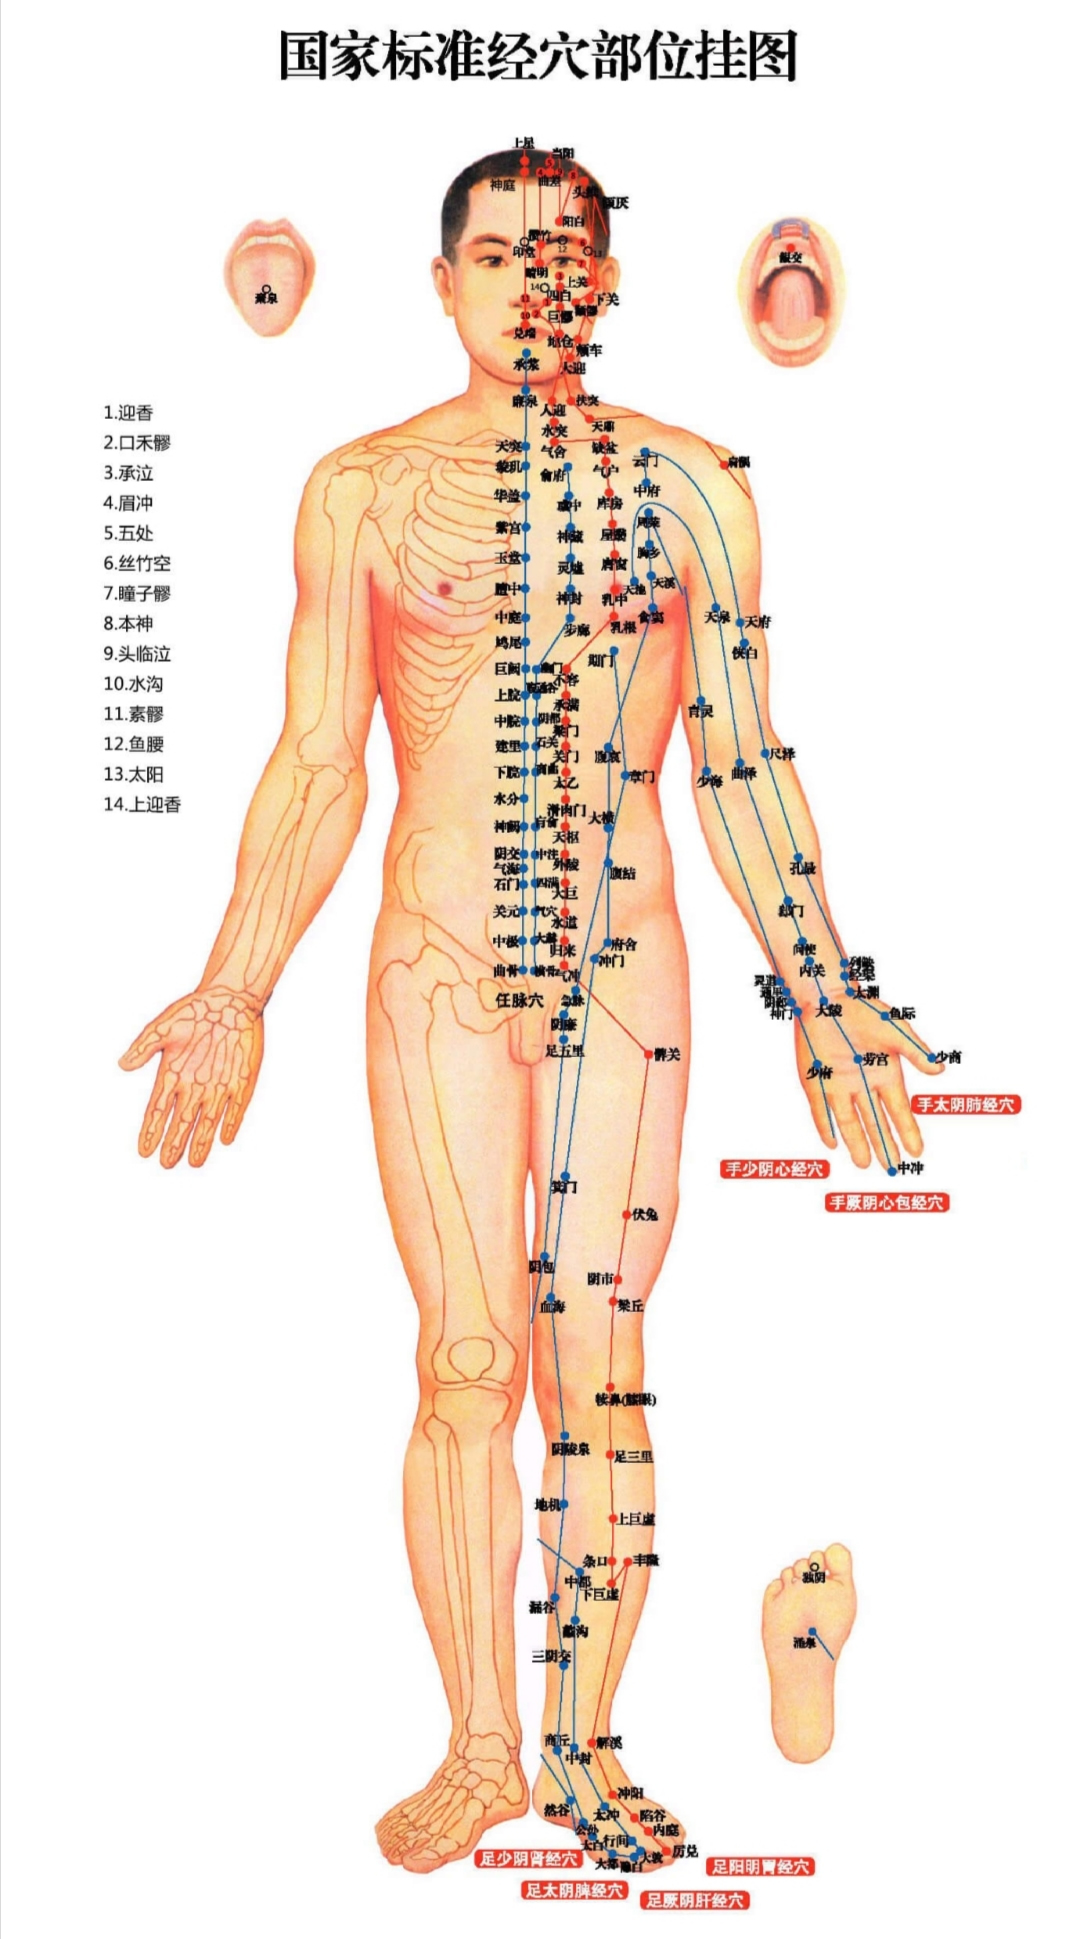 国家标准经穴部位挂图
上星
当阳
神庭
曲差
头维
颔厌
阳白
攒竹
印堂
12
13
睛明
14
上关
四白
下关
11
巨髎
颧髎
10
兑端
地仓
颊车
承浆
大迎
廉泉
人迎
扶突
水突
天鼎
天突
气舍
缺盆
璇玑
俞府
气户
云门
肩髃
华盖
彧中
库房
中府
紫宫
神藏
屋翳
周荣
玉堂
灵墟
膺窗
胸乡
膻中
神封
乳中
天池
天溪
中庭
步廊
乳根
食窦
天泉
天府
鸠尾
侠白
巨阙
幽门
不容
期门
上脘
腹通谷
承满
青灵
中脘
阴都
梁门
建里
石关
关门
腹哀
尺泽
下脘
商曲
太乙
章门
少海
曲泽
水分
滑肉门
大横
神阙
肓俞
天枢
阴交
中注
外陵
孔最
气海
腹结
石门
四满
大巨
关元
气穴
水道
郄门
中极
大赫
归来
府舍
间使
曲骨
横骨
气冲
冲门
内关
列缺
经渠
灵道
通里
阴郄
神门
太渊
任脉穴
急脉
大陵
鱼际
阴廉
足五里
髀关
少府
劳宫
少商
手太阴肺经穴
手少阴心经穴
中冲
手厥阴心包经穴
箕门
伏兔
阴包
阴市
血海
梁丘
犊鼻(膝眼)
阴陵泉
足三里
地机
上巨虚
条口
丰隆
中都
下巨虚
漏谷
蠡沟
三阴交
商丘
中封
解溪
冲阳
然谷
太冲
陷谷
公孙
内庭
太白
行间
大敦
厉兑
大都
隐白
足少阴肾经穴
足阳明胃经穴
足太阴脾经穴
足厥阴肝经穴
聚泉
龈交
独阴
涌泉
1.迎香
2.口禾髎
3.承泣
4.眉冲
5.五处
6.丝竹空
7.瞳子髎
8.本神
9.头临泣
10.水沟
11.素髎
12.鱼腰
13.太阳
14.上迎香